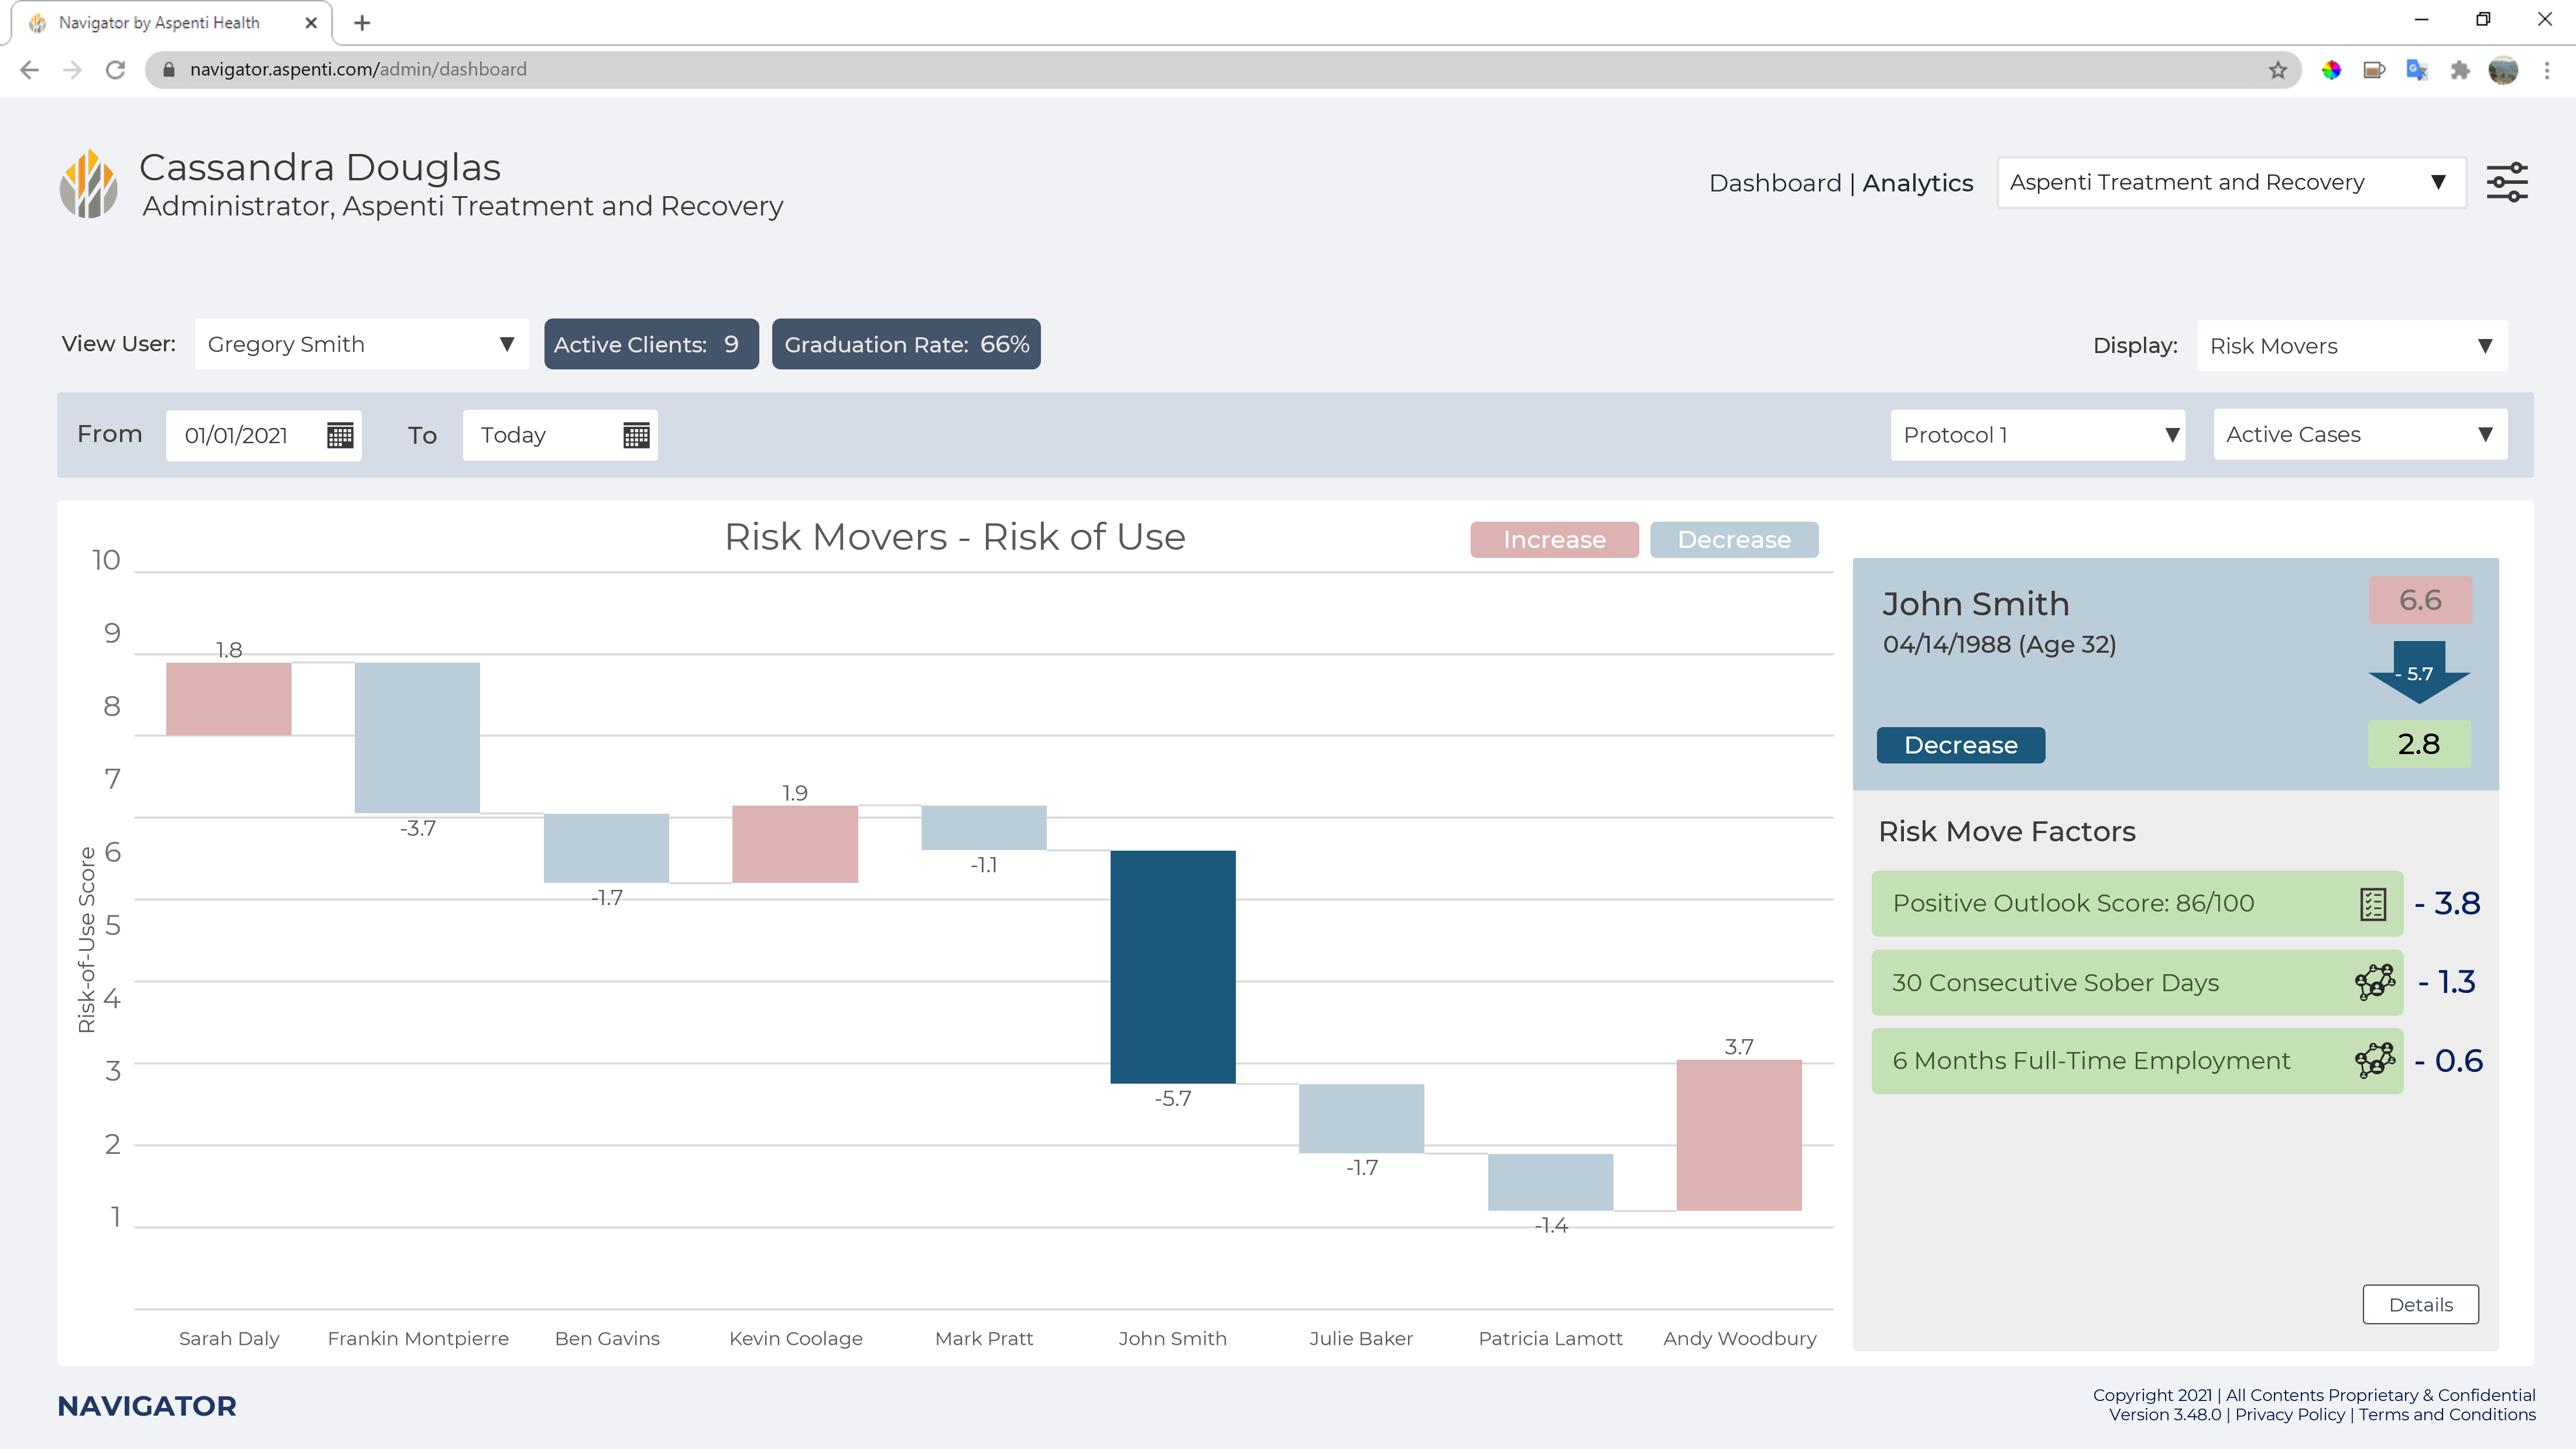 Navigator by Aspenti Health
navigator.aspenti.com/admin/dashboard
Cassandra Douglas
Administrator, Aspenti Treatment and Recovery
Dashboard | Analytics
Aspenti Treatment and Recovery
View User:
Gregory Smith
Active Clients: 9
Graduation Rate: 66%
Display:
Risk Movers
From
01/01/2021
To
Today
Protocol 1
Active Cases
Risk Movers - Risk of Use
Increase
Decrease
10
9
8
7
6
5
4
3
2
1
Risk-of-Use Score
1.8
-3.7
-1.7
1.9
-1.1
-5.7
-1.7
-1.4
3.7
Sarah Daly
Frankin Montpierre
Ben Gavins
Kevin Coolage
Mark Pratt
John Smith
Julie Baker
Patricia Lamott
Andy Woodbury
John Smith
04/14/1988 (Age 32)
6.6
- 5.7
Decrease
2.8
Risk Move Factors
Positive Outlook Score: 86/100
- 3.8
30 Consecutive Sober Days
- 1.3
6 Months Full-Time Employment
- 0.6
Details
NAVIGATOR
Copyright 2021 | All Contents Proprietary & Confidential
Version 3.48.0 | Privacy Policy | Terms and Conditions